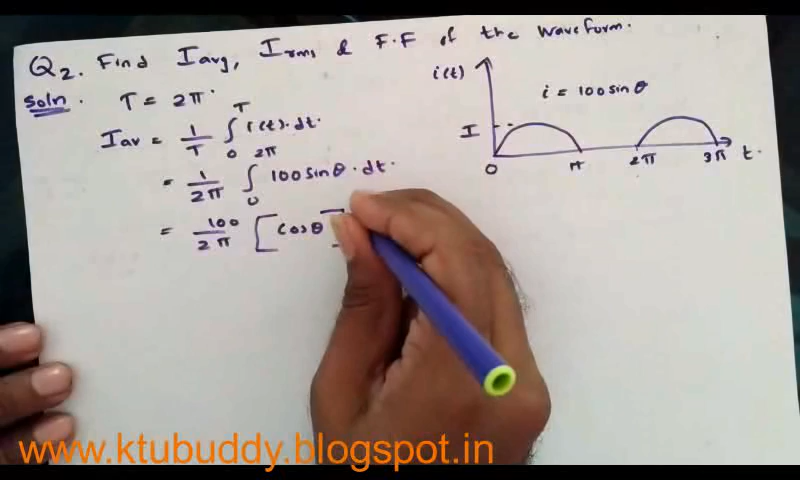 Q2. Find Iavg, Irms & F.F of the waveform.
Soln. T = 2π
Iav = 1/T ∫₀ᵀ i(t).dt.
= 1/2π ∫₀^2π 100 sinθ . dt.
= 100/2π [cosθ]
i(t)
i = 100 sin θ
I
0 π 2π 3π t.
www.ktubuddy.blogspot.in